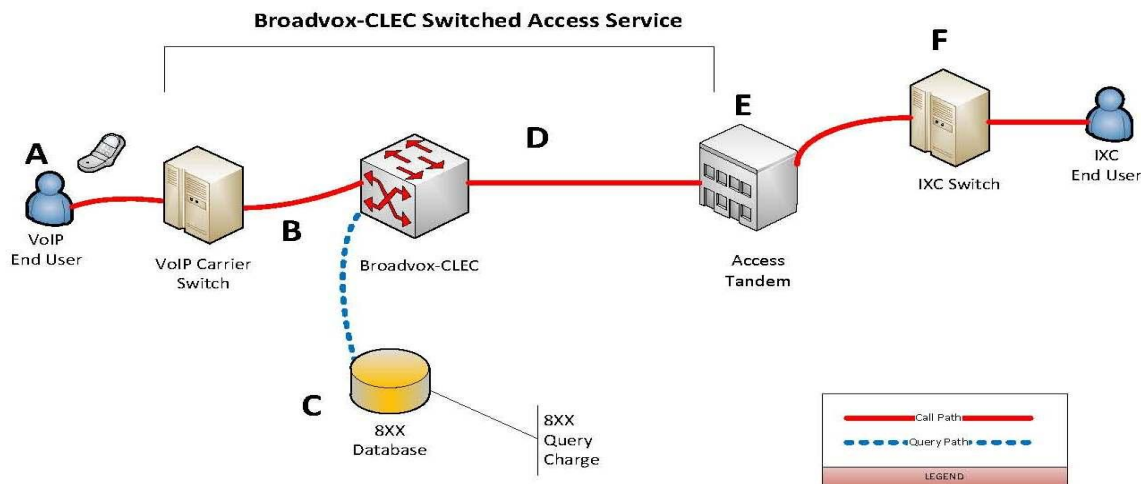 Broadvox-CLEC Switched Access Service
F
E
D
A
B
VoIP
End User
VoIP Carrier
Switch
Broadvox-CLEC
Access
Tandem
IXC Switch
IXC
End User
C
8XX
Database
8XX
Query
Charge
Call Path
Query Path
LEGEND